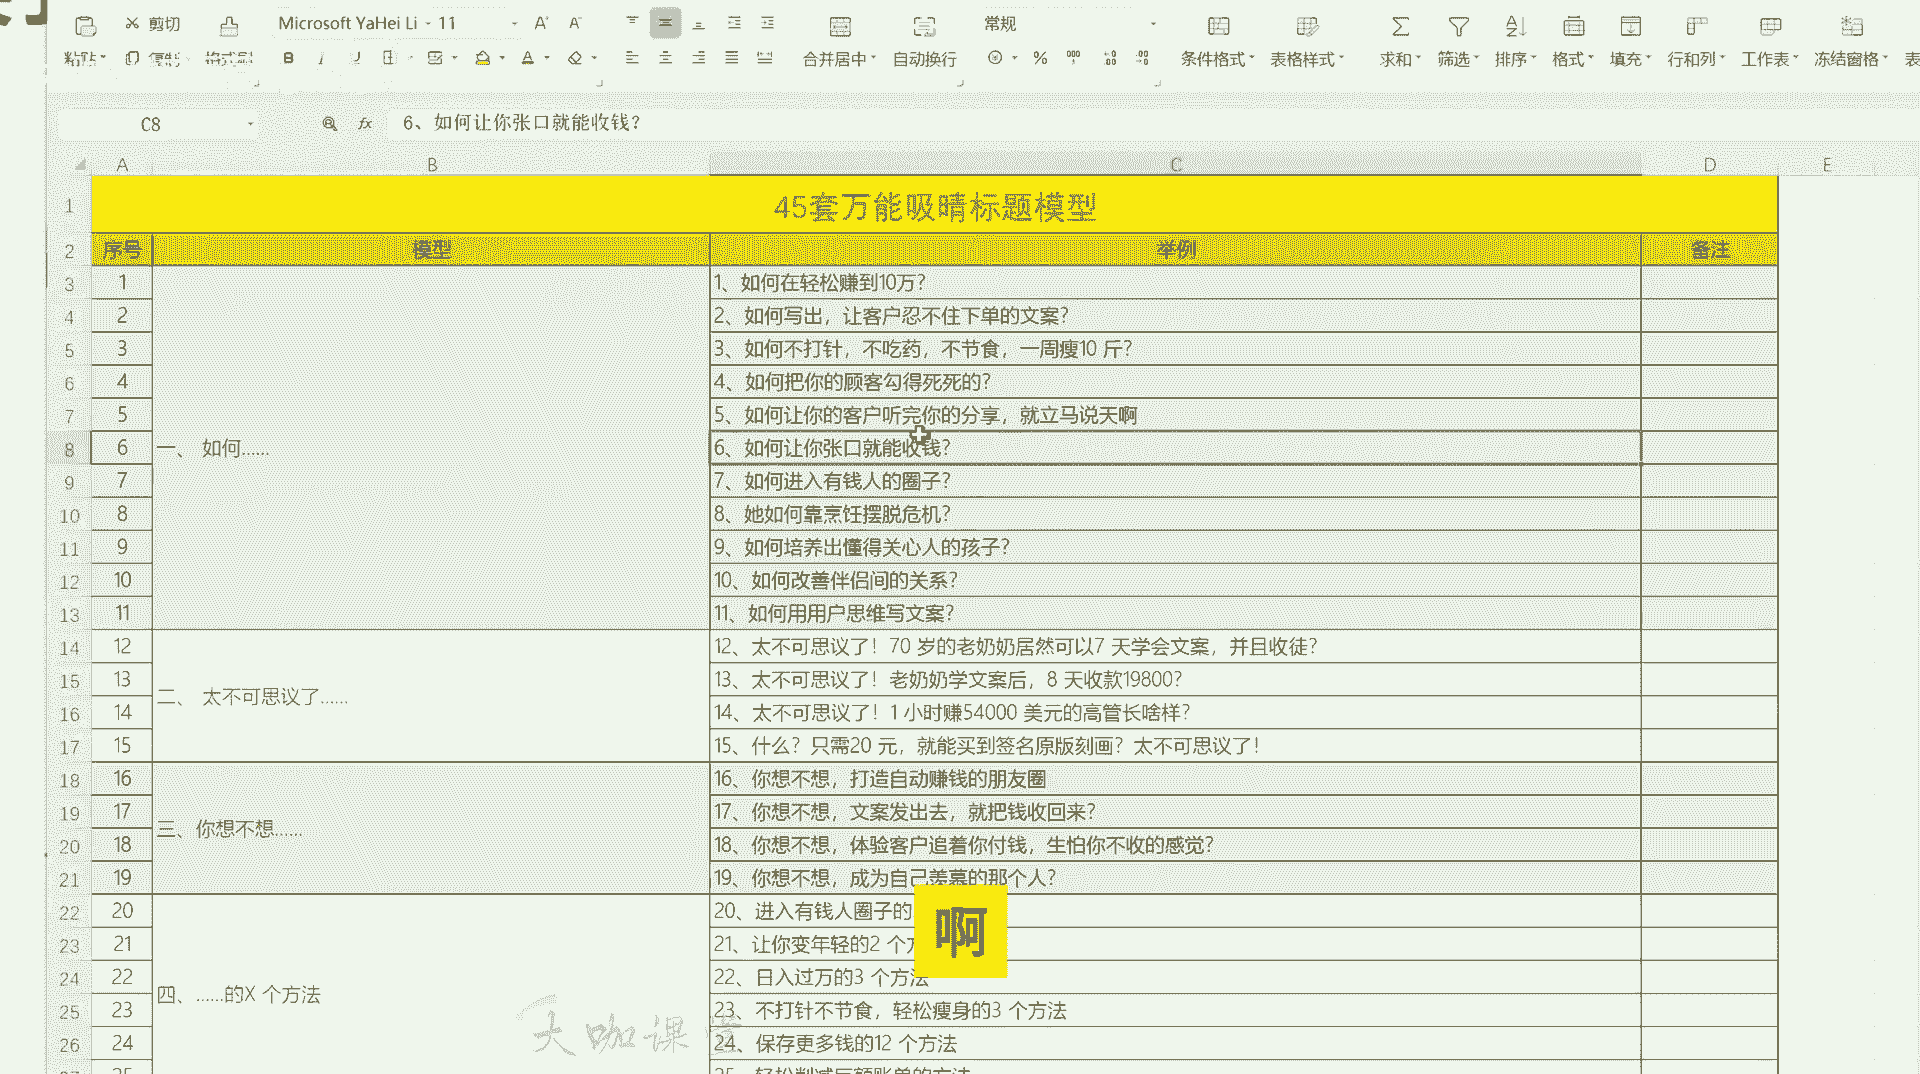 剪切 Microsoft YaHei Li 11 A⁺ A⁻ 常规
粘贴 复制 格式刷 B I U A 合并居中 自动换行 % 条件格式 表格样式 求和 筛选 排序 格式 填充 行和列 工作表 冻结窗格 表
C8 fx 6、如何让你张口就能收钱?
A B C D E
1 45套万能吸晴标题模型
2 序号 模型 举例 备注
3 1 1、如何在轻松赚到10万?
4 2 2、如何写出，让客户忍不住下单的文案?
5 3 3、如何不打针，不吃药，不节食，一周瘦10 斤?
6 4 4、如何把你的顾客勾得死死的?
7 5 5、如何让你的客户听完你的分享，就立马说天啊
8 6 一、 如何...... 6、如何让你张口就能收钱?
9 7 7、如何进入有钱人的圈子?
10 8 8、她如何靠烹饪摆脱危机?
11 9 9、如何培养出懂得关心人的孩子?
12 10 10、如何改善伴侣间的关系?
13 11 11、如何用用户思维写文案?
14 12 12、太不可思议了！70 岁的老奶奶居然可以7 天学会文案，并且收徒?
15 13 13、太不可思议了！老奶奶学文案后，8 天收款19800?
二、 太不可思议了......
16 14 14、太不可思议了！1 小时赚54000 美元的高管长啥样?
17 15 15、什么？只需20 元，就能买到签名原版刻画？太不可思议了！
18 16 16、你想不想，打造自动赚钱的朋友圈
19 17 17、你想不想，文案发出去，就把钱收回来?
三、你想不想......
20 18 18、你想不想，体验客户追着你付钱，生怕你不收的感觉?
21 19 19、你想不想，成为自己羡慕的那个人?
22 20 20、进入有钱人圈子的
啊
23 21 21、让你变年轻的2 个
24 22 22、日入过万的3 个方法
四、......的X 个方法
25 23 23、不打针不节食，轻松瘦身的3 个方法
26 24 24、保存更多钱的12 个方法
大咖课堂